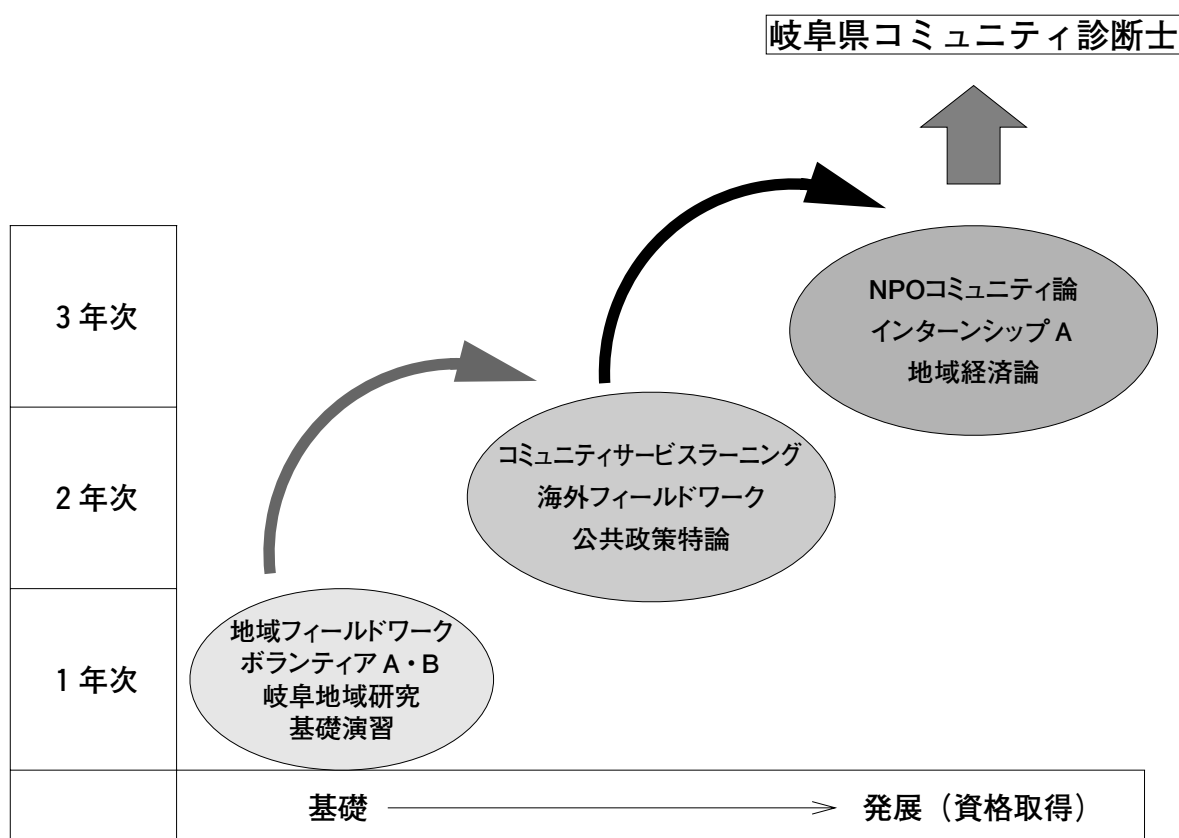 岐阜県コミュニティ診断士
3年次
NPOコミュニティ論
インターンシップA
地域経済論
2年次
コミュニティサービスラーニング
海外フィールドワーク
公共政策特論
1年次
地域フィールドワーク
ボランティアA・B
岐阜地域研究
基礎演習
基礎
発展（資格取得）